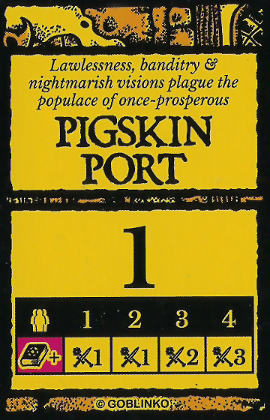 Lawlessness, banditry &
nightmarish visions plague the
populace of once-prosperous
PIGSKIN
PORT
1
1 2 3 4
+ 1 1 2 3
© GOBLINKO